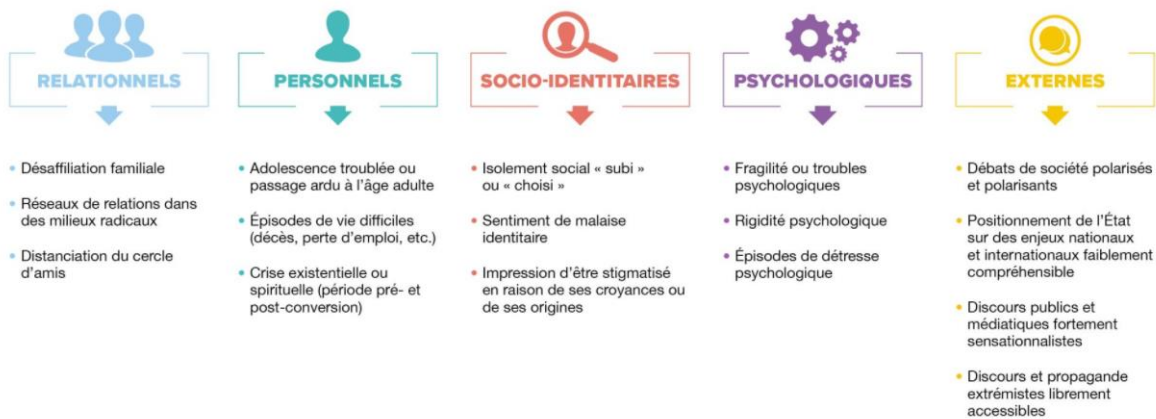 RELATIONNELS
• Désaffiliation familiale
• Réseaux de relations dans
des milieux radicaux
• Distanciation du cercle
d'amis
PERSONNELS
• Adolescence troublée ou
passage ardu à l'âge adulte
• Épisodes de vie difficiles
(décès, perte d'emploi, etc.)
• Crise existentielle ou
spirituelle (période pré- et
post-conversion)
SOCIO-IDENTITAIRES
• Isolement social « subi »
ou « choisi »
• Sentiment de malaise
identitaire
• Impression d'être stigmatisé
en raison de ses croyances ou
de ses origines
PSYCHOLOGIQUES
• Fragilité ou troubles
psychologiques
• Rigidité psychologique
• Épisodes de détresse
psychologique
EXTERNES
• Débats de société polarisés
et polarisants
• Positionnement de l'État
sur des enjeux nationaux
et internationaux faiblement
compréhensible
• Discours publics et
médiatiques fortement
sensationnalistes
• Discours et propagande
extrémistes librement
accessibles